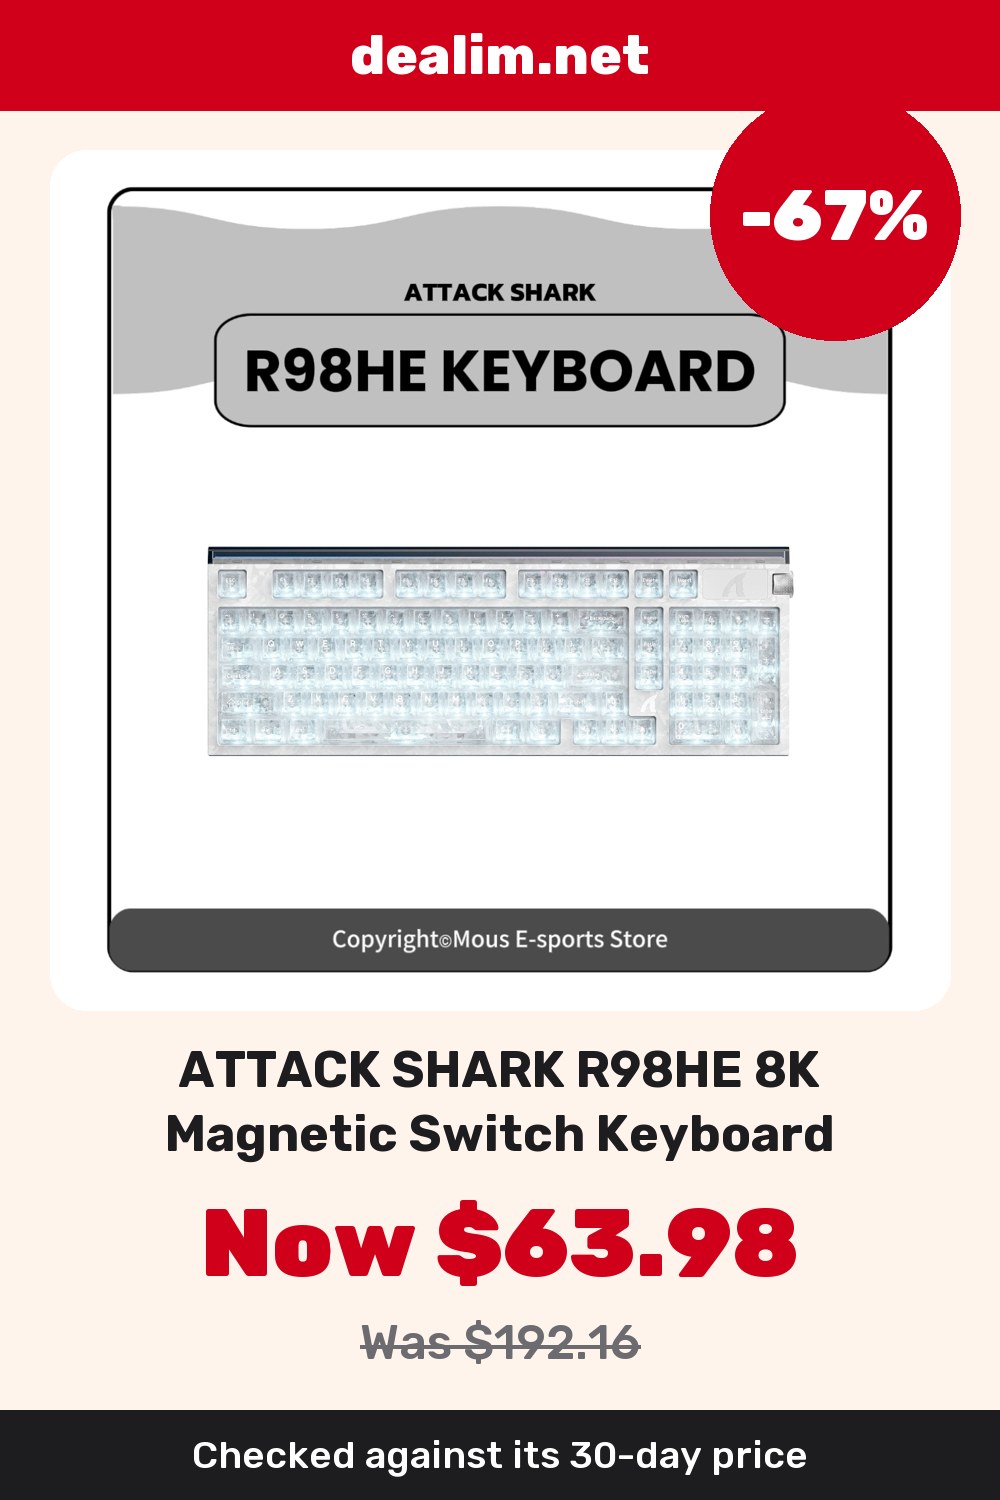 dealim.net
-67%
ATTACK SHARK
R98HE KEYBOARD
Copyright©Mous E-sports Store
ATTACK SHARK R98HE 8K
Magnetic Switch Keyboard
Now $63.98
Was $192.16
Checked against its 30-day price